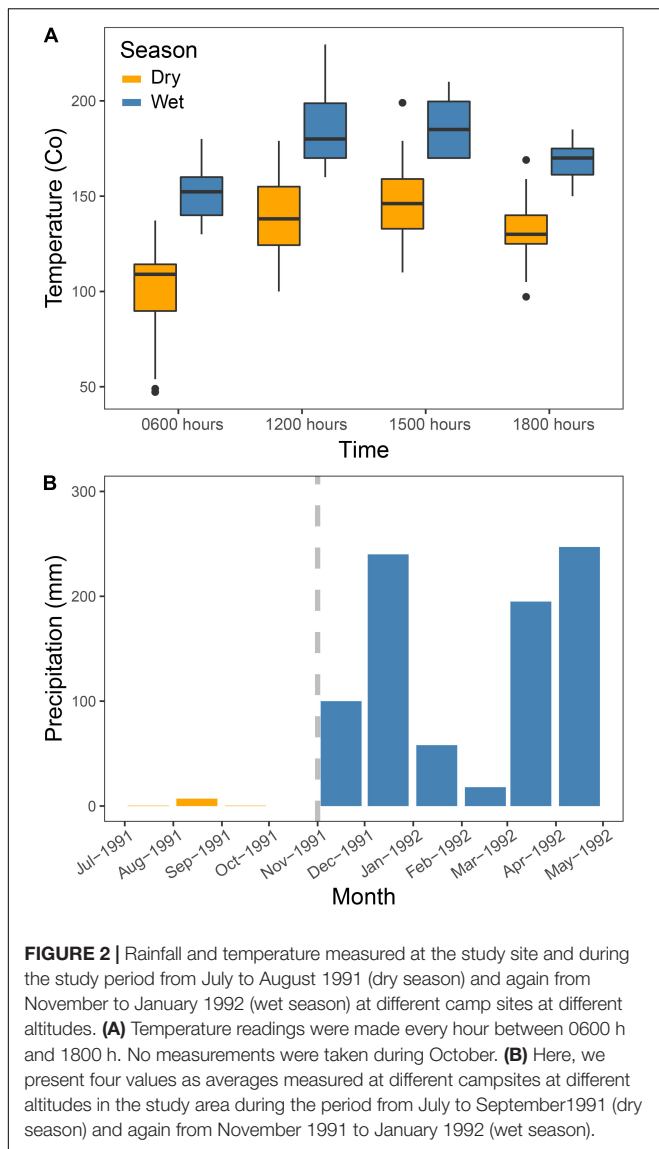 A
Season
Dry
Wet
Temperature (Co)
200
150
100
50
0600 hours
1200 hours
1500 hours
1800 hours
Time
B
Precipitation (mm)
300
200
100
0
Jul−1991
Aug−1991
Sep−1991
Oct−1991
Nov−1991
Dec−1991
Jan−1992
Feb−1992
Mar−1992
Apr−1992
May−1992
Month
FIGURE 2 | Rainfall and temperature measured at the study site and during
the study period from July to August 1991 (dry season) and again from
November to January 1992 (wet season) at different camp sites at different
altitudes. (A) Temperature readings were made every hour between 0600 h
and 1800 h. No measurements were taken during October. (B) Here, we
present four values as averages measured at different campsites at different
altitudes in the study area during the period from July to September1991 (dry
season) and again from November 1991 to January 1992 (wet season).